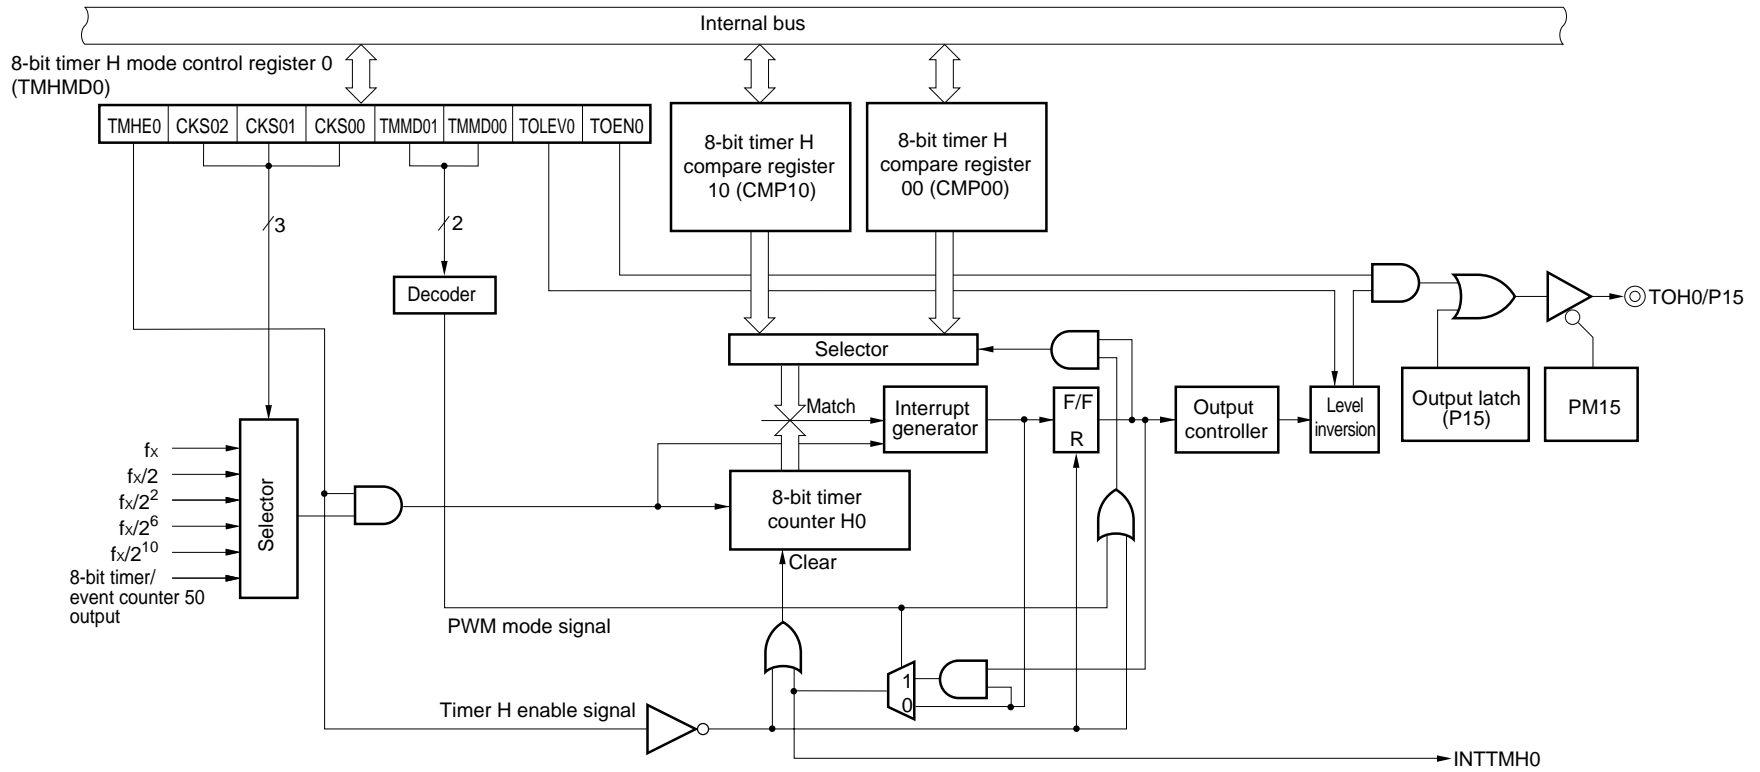 Internal bus
8-bit timer H mode control register 0
(TMHMD0)
TMHE0 CKS02 CKS01 CKS00 TMMD01 TMMD00 TOLEV0 TOEN0
8-bit timer H
compare register
10 (CMP10)
8-bit timer H
compare register
00 (CMP00)
3
2
Decoder
TOH0/P15
Selector
Match
Interrupt
generator
F/F
R
Output
controller
Level
inversion
Output latch
(P15)
PM15
fX
fX/2
fX/2²
fX/2⁶
fX/2¹⁰
8-bit timer/
event counter 50
output
Selector
8-bit timer
counter H0
Clear
PWM mode signal
1
0
Timer H enable signal
INTTMH0